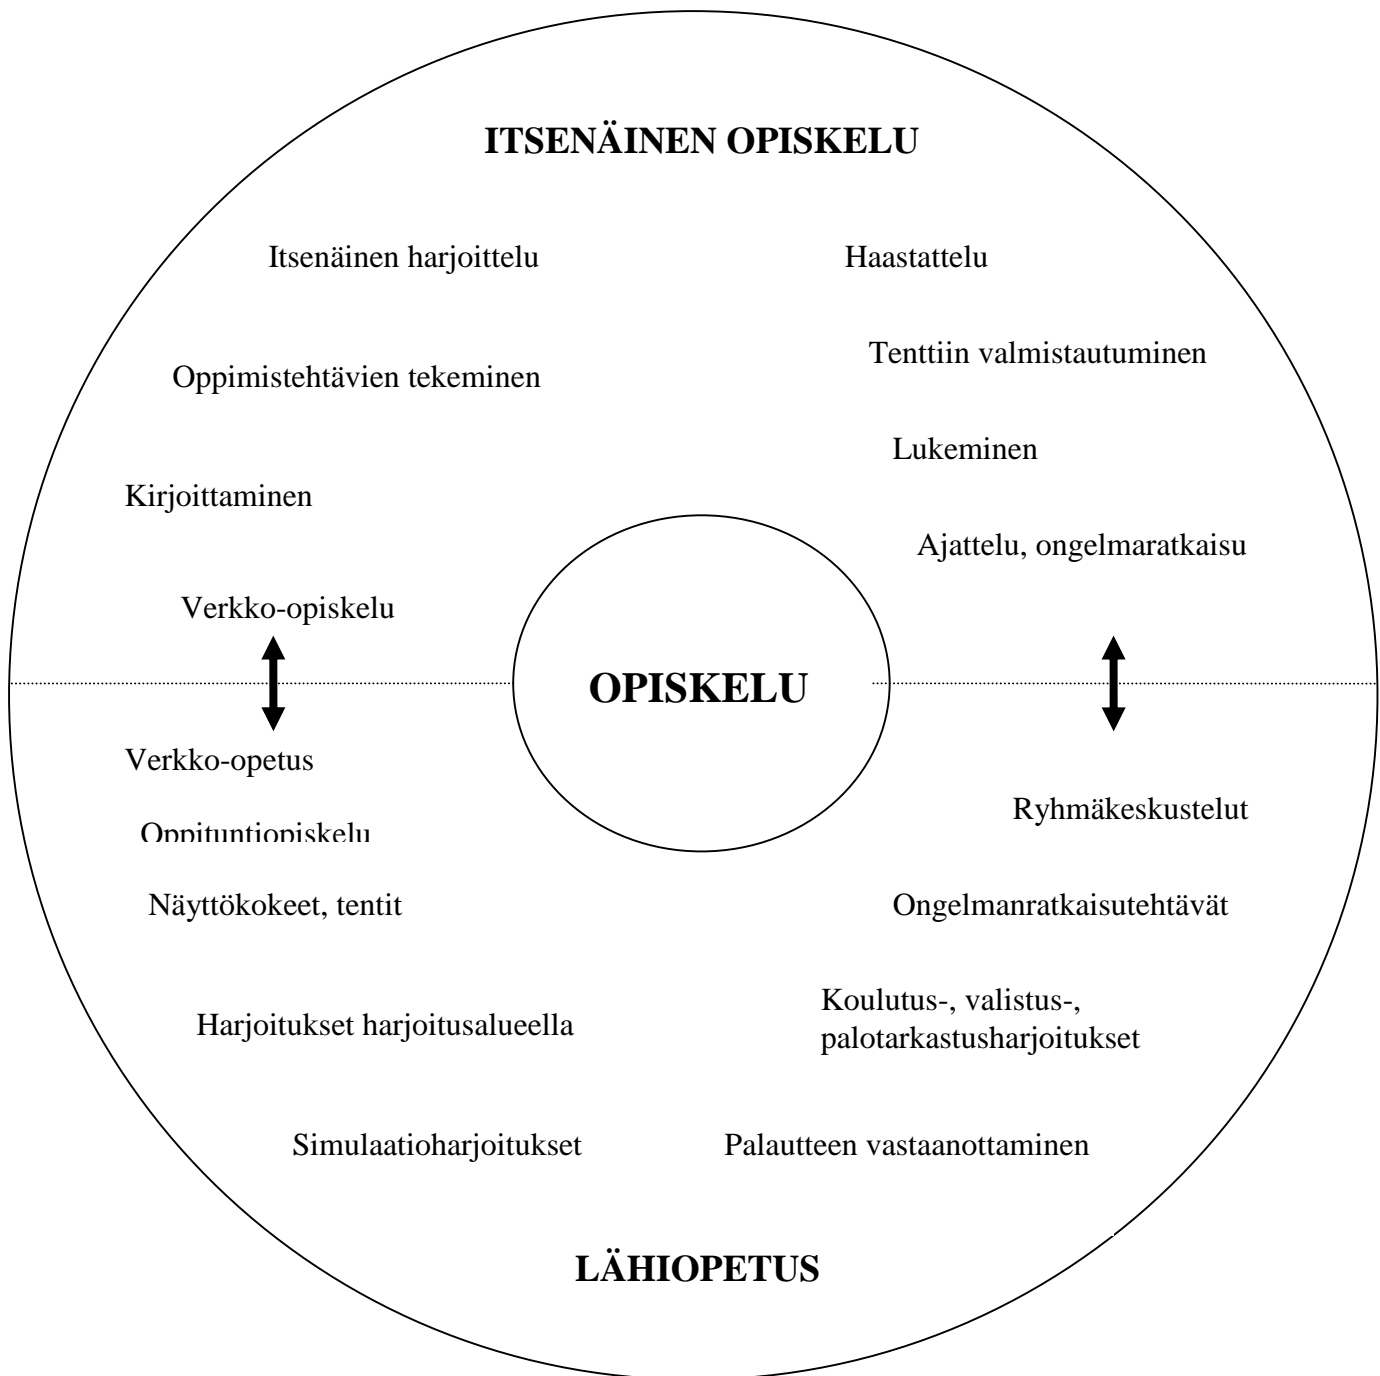 ITSENÄINEN OPISKELU
Itsenäinen harjoittelu
Haastattelu
Tenttiin valmistautuminen
Oppimistehtävien tekeminen
Lukeminen
Kirjoittaminen
Ajattelu, ongelmaratkaisu
Verkko-opiskelu
OPISKELU
Verkko-opetus
Ryhmäkeskustelut
Oppituntiopiskelu
Näyttökokeet, tentit
Ongelmanratkaisutehtävät
Koulutus-, valistus-,
palotarkastusharjoitukset
Harjoitukset harjoitusalueella
Simulaatioharjoitukset
Palautteen vastaanottaminen
LÄHIOPETUS